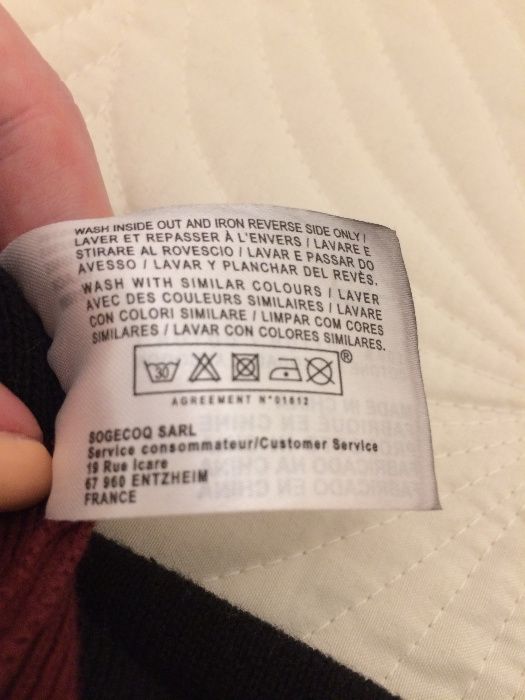 WASH INSIDE OUT AND IRON REVERSE SIDE ONLY /
LAVER ET REPASSER À L'ENVERS / LAVARE E
STIRARE AL ROVESCIO / LAVAR E PASSAR DO
AVESSO / LAVAR Y PLANCHAR DEL REVÈS.
WASH WITH SIMILAR COLOURS / LAVER
AVEC DES COULEURS SIMILAIRES / LAVARE
CON COLORI SIMILARE / LIMPAR COM CORES
SIMILARES / LAVAR CON COLORES SIMILARES.
30 ®
AGREEMENT N°01612
SOGECOQ SARL
Service consommateur/Customer Service
19 Rue Icare
67 960 ENTZHEIM
FRANCE